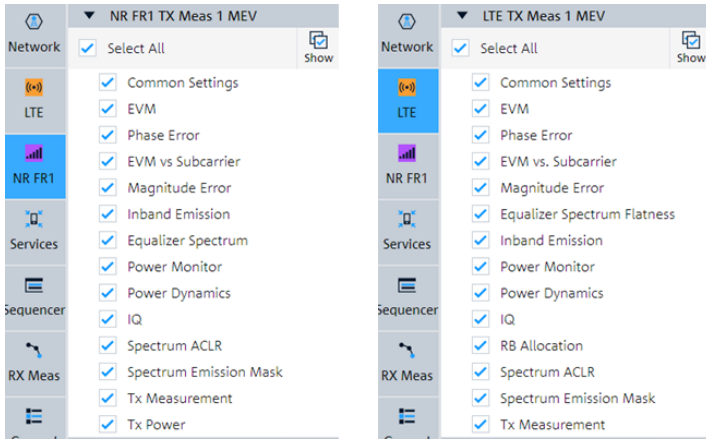 NR FR1 TX Meas 1 MEV
Network
Select All
Show
LTE
NR FR1
Services
Sequencer
RX Meas
Common Settings
EVM
Phase Error
EVM vs Subcarrier
Magnitude Error
Inband Emission
Equalizer Spectrum
Power Monitor
Power Dynamics
IQ
Spectrum ACLR
Spectrum Emission Mask
Tx Measurement
Tx Power
LTE TX Meas 1 MEV
Network
Select All
Show
LTE
NR FR1
Services
Sequencer
RX Meas
Common Settings
EVM
Phase Error
EVM vs. Subcarrier
Magnitude Error
Equalizer Spectrum Flatness
Inband Emission
Power Monitor
Power Dynamics
IQ
RB Allocation
Spectrum ACLR
Spectrum Emission Mask
Tx Measurement